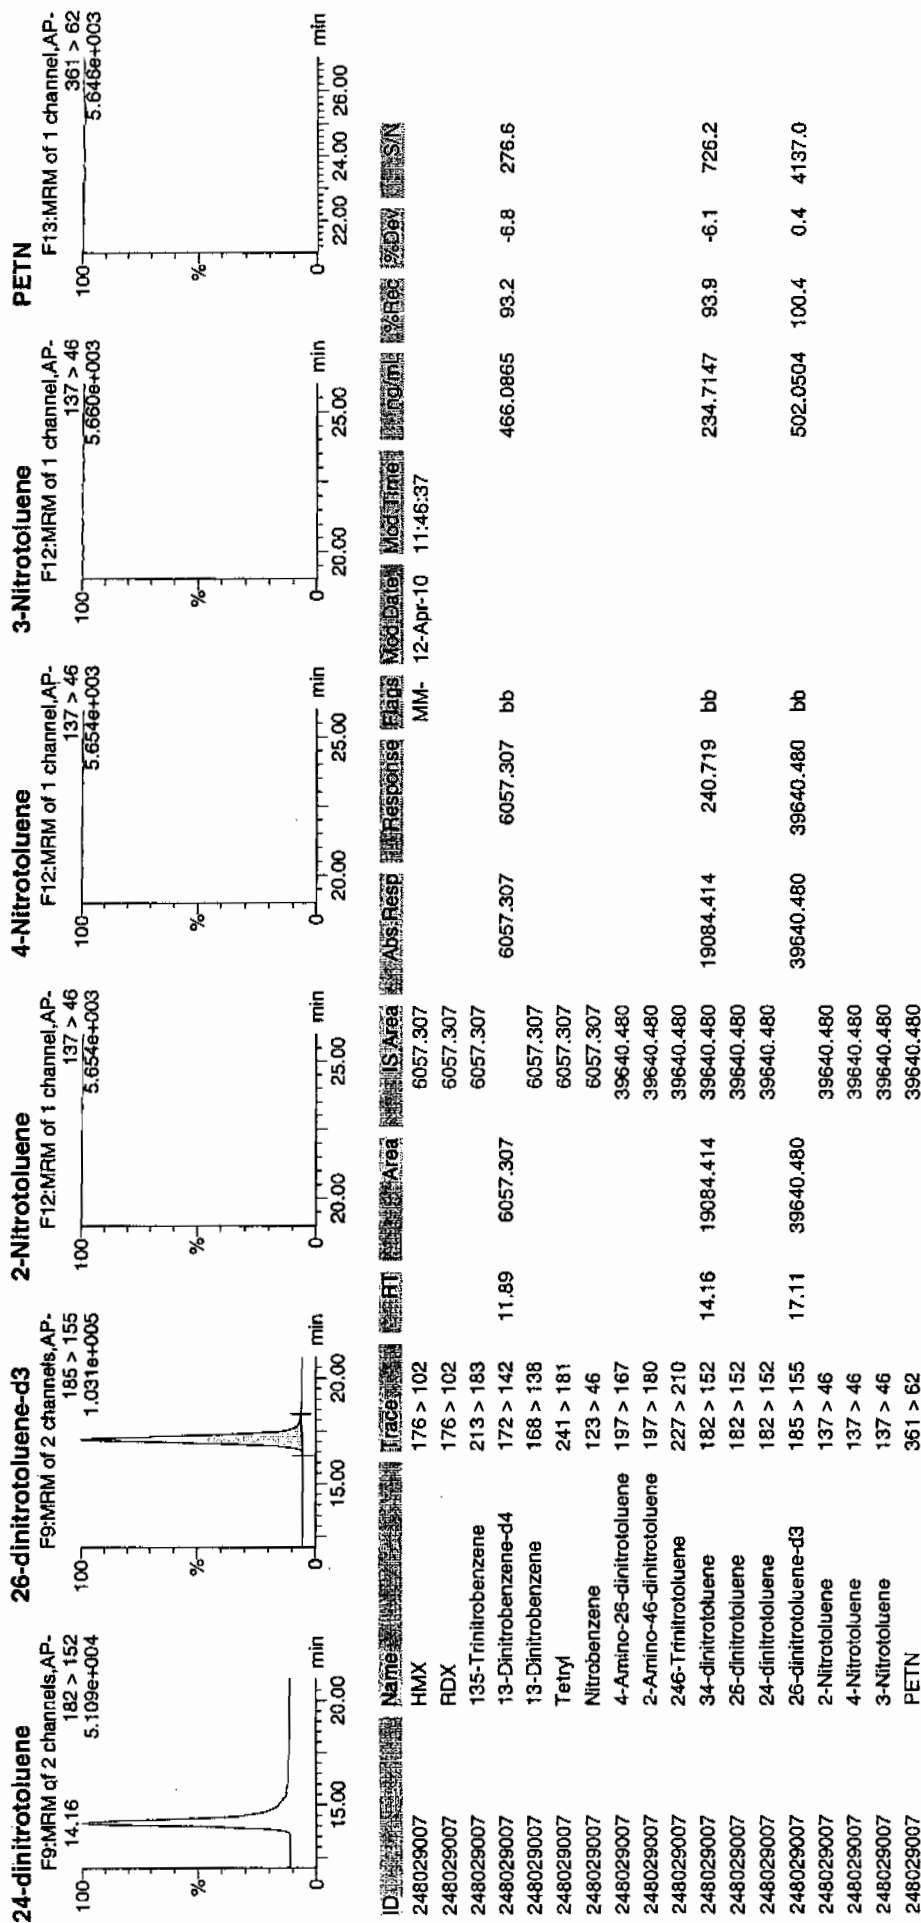 24-dinitrotoluene
F9:MRM of 2 channels,AP-
14.16 182 > 152
5.109e+004
100
%
0
15.00 20.00 min
26-dinitrotoluene-d3
F9:MRM of 2 channels,AP-
185 > 155
1.031e+005
100
%
0
15.00 20.00 min
2-Nitrotoluene
F12:MRM of 1 channel,AP-
137 > 46
5.654e+003
100
%
0
20.00 25.00 min
4-Nitrotoluene
F12:MRM of 1 channel,AP-
137 > 46
5.654e+003
100
%
0
20.00 25.00 min
3-Nitrotoluene
F12:MRM of 1 channel,AP-
137 > 46
5.660e+003
100
%
0
20.00 25.00 min
PETN
F13:MRM of 1 channel,AP-
361 > 62
5.646e+003
100
%
0
22.00 24.00 26.00 min
ID Name Trace RT Area IS Area Abs.Resp Response Flags Mod.Date Mod.Time ng/ml %Rec %Dev S/N
248029007 HMX 176 > 102 6057.307 MM- 12-Apr-10 11:46:37
248029007 RDX 176 > 102 6057.307
248029007 135-Trinitrobenzene 213 > 183 6057.307
248029007 13-Dinitrobenzene-d4 172 > 142 11.89 6057.307 6057.307 6057.307 bb 466.0865 93.2 -6.8 276.6
248029007 13-Dinitrobenzene 168 > 138 6057.307
248029007 Tetryl 241 > 181 6057.307
248029007 Nitrobenzene 123 > 46 6057.307
248029007 4-Amino-26-dinitrotoluene 197 > 167 39640.480
248029007 2-Amino-46-dinitrotoluene 197 > 180 39640.480
248029007 246-Trinitrotoluene 227 > 210 39640.480
248029007 34-dinitrotoluene 182 > 152 14.16 19084.414 39640.480 19084.414 240.719 bb 234.7147 93.9 -6.1 726.2
248029007 26-dinitrotoluene 182 > 152 39640.480
248029007 24-dinitrotoluene 182 > 152 39640.480
248029007 26-dinitrotoluene-d3 185 > 155 17.11 39640.480 39640.480 39640.480 bb 502.0504 100.4 0.4 4137.0
248029007 2-Nitrotoluene 137 > 46 39640.480
248029007 4-Nitrotoluene 137 > 46 39640.480
248029007 3-Nitrotoluene 137 > 46 39640.480
248029007 PETN 361 > 62 39640.480